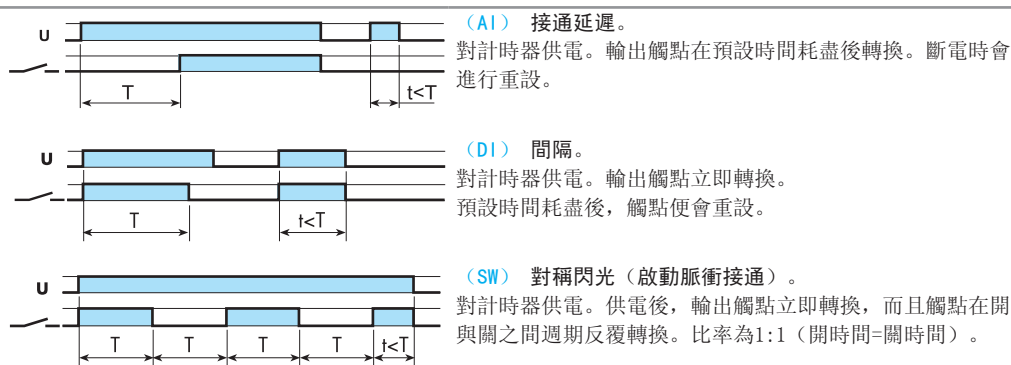 (AI) 接通延遲。
U
對計時器供電。輸出觸點在預設時間耗盡後轉換。斷電時會
進行重設。
T t<T
(DI) 間隔。
U
對計時器供電。輸出觸點立即轉換。
預設時間耗盡後，觸點便會重設。
T t<T
(SW) 對稱閃光（啟動脈衝接通）。
U
對計時器供電。供電後，輸出觸點立即轉換，而且觸點在開
與關之間週期反覆轉換。比率為1:1（開時間=關時間）。
T T T T t<T